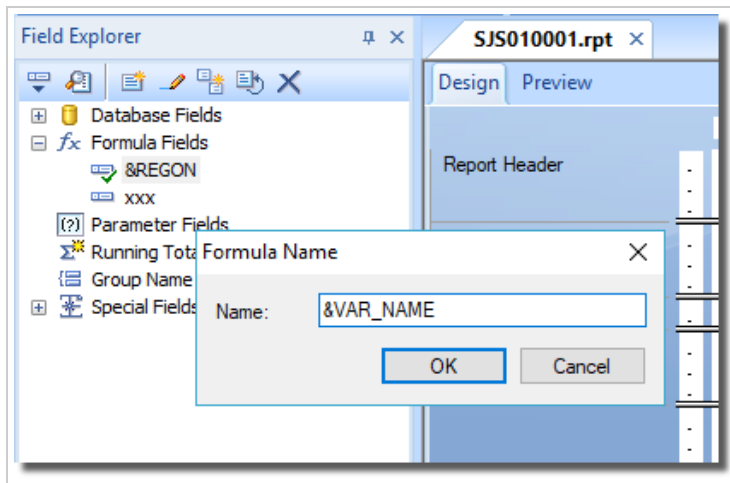 Field Explorer
SJS010001.rpt
Design Preview
Database Fields
fx Formula Fields
&REGON
xxx
Report Header
(?) Parameter Fields
Σ Running Tota
Group Name
Special Fields
Formula Name
Name: &VAR_NAME
OK Cancel